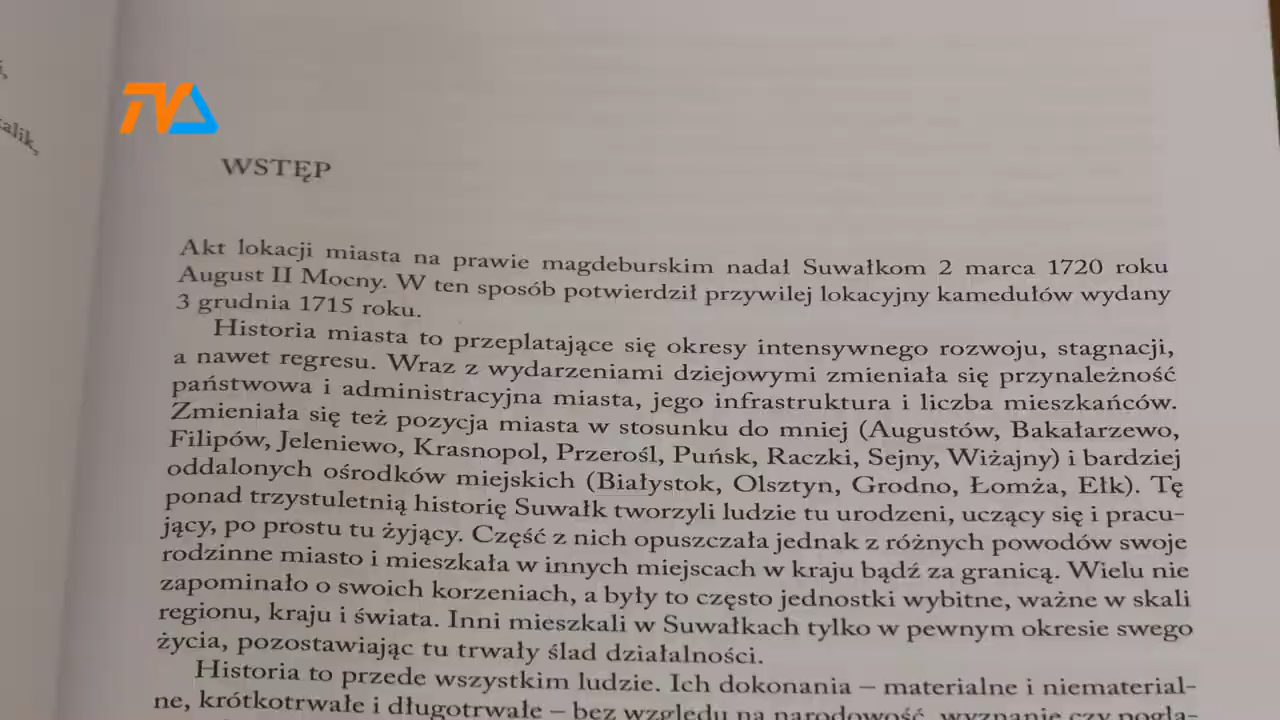 TVA
alik,
WSTĘP
Akt lokacji miasta na prawie magdeburskim nadał Suwałkom 2 marca 1720 roku
August II Mocny. W ten sposób potwierdził przywilej lokacyjny kamedułów wydany
3 grudnia 1715 roku.
Historia miasta to przeplatające się okresy intensywnego rozwoju, stagnacji,
a nawet regresu. Wraz z wydarzeniami dziejowymi zmieniała się przynależność
państwowa i administracyjna miasta, jego infrastruktura i liczba mieszkańców.
Zmieniała się też pozycja miasta w stosunku do mniej (Augustów, Bakałarzewo,
Filipów, Jeleniewo, Krasnopol, Przerośl, Puńsk, Raczki, Sejny, Wiżajny) i bardziej
oddalonych ośrodków miejskich (Białystok, Olsztyn, Grodno, Łomża, Ełk). Tę
ponad trzystuletnią historię Suwałk tworzyli ludzie tu urodzeni, uczący się i pracu-
jący, po prostu tu żyjący. Część z nich opuszczała jednak z różnych powodów swoje
rodzinne miasto i mieszkała w innych miejscach w kraju bądź za granicą. Wielu nie
zapominało o swoich korzeniach, a były to często jednostki wybitne, ważne w skali
regionu, kraju i świata. Inni mieszkali w Suwałkach tylko w pewnym okresie swego
życia, pozostawiając tu trwały ślad działalności.
Historia to przede wszystkim ludzie. Ich dokonania – materialne i niematerial-
ne, krótkotrwałe i długotrwałe – bez względu na narodowość, wyznanie czy poglą-